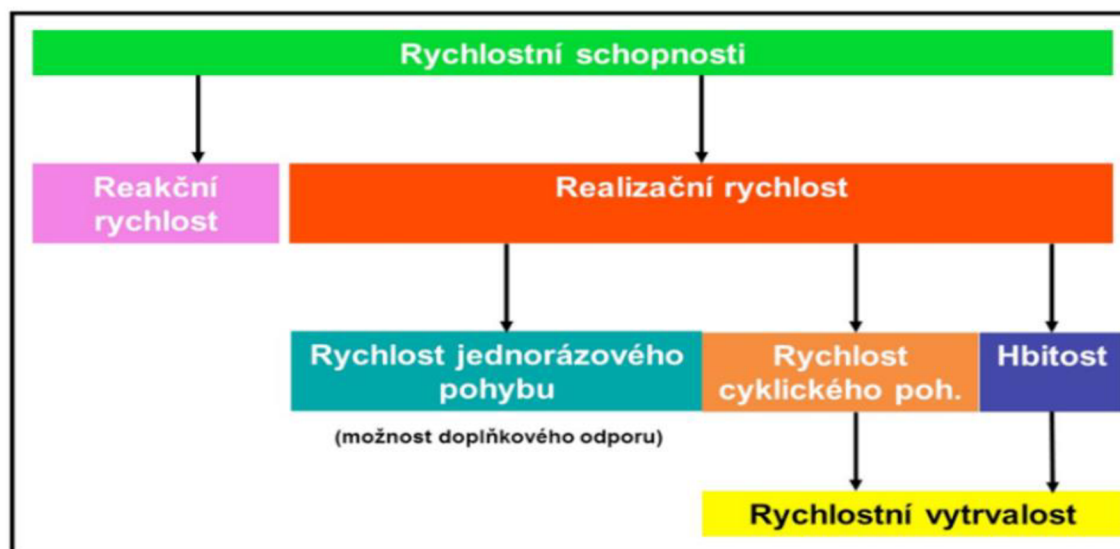 Rychlostní schopnosti
Reakční
rychlost
Realizační rychlost
Rychlost jednorázového
pohybu
Rychlost
cyklického poh.
Hbitost
(možnost doplňkového odporu)
Rychlostní vytrvalost